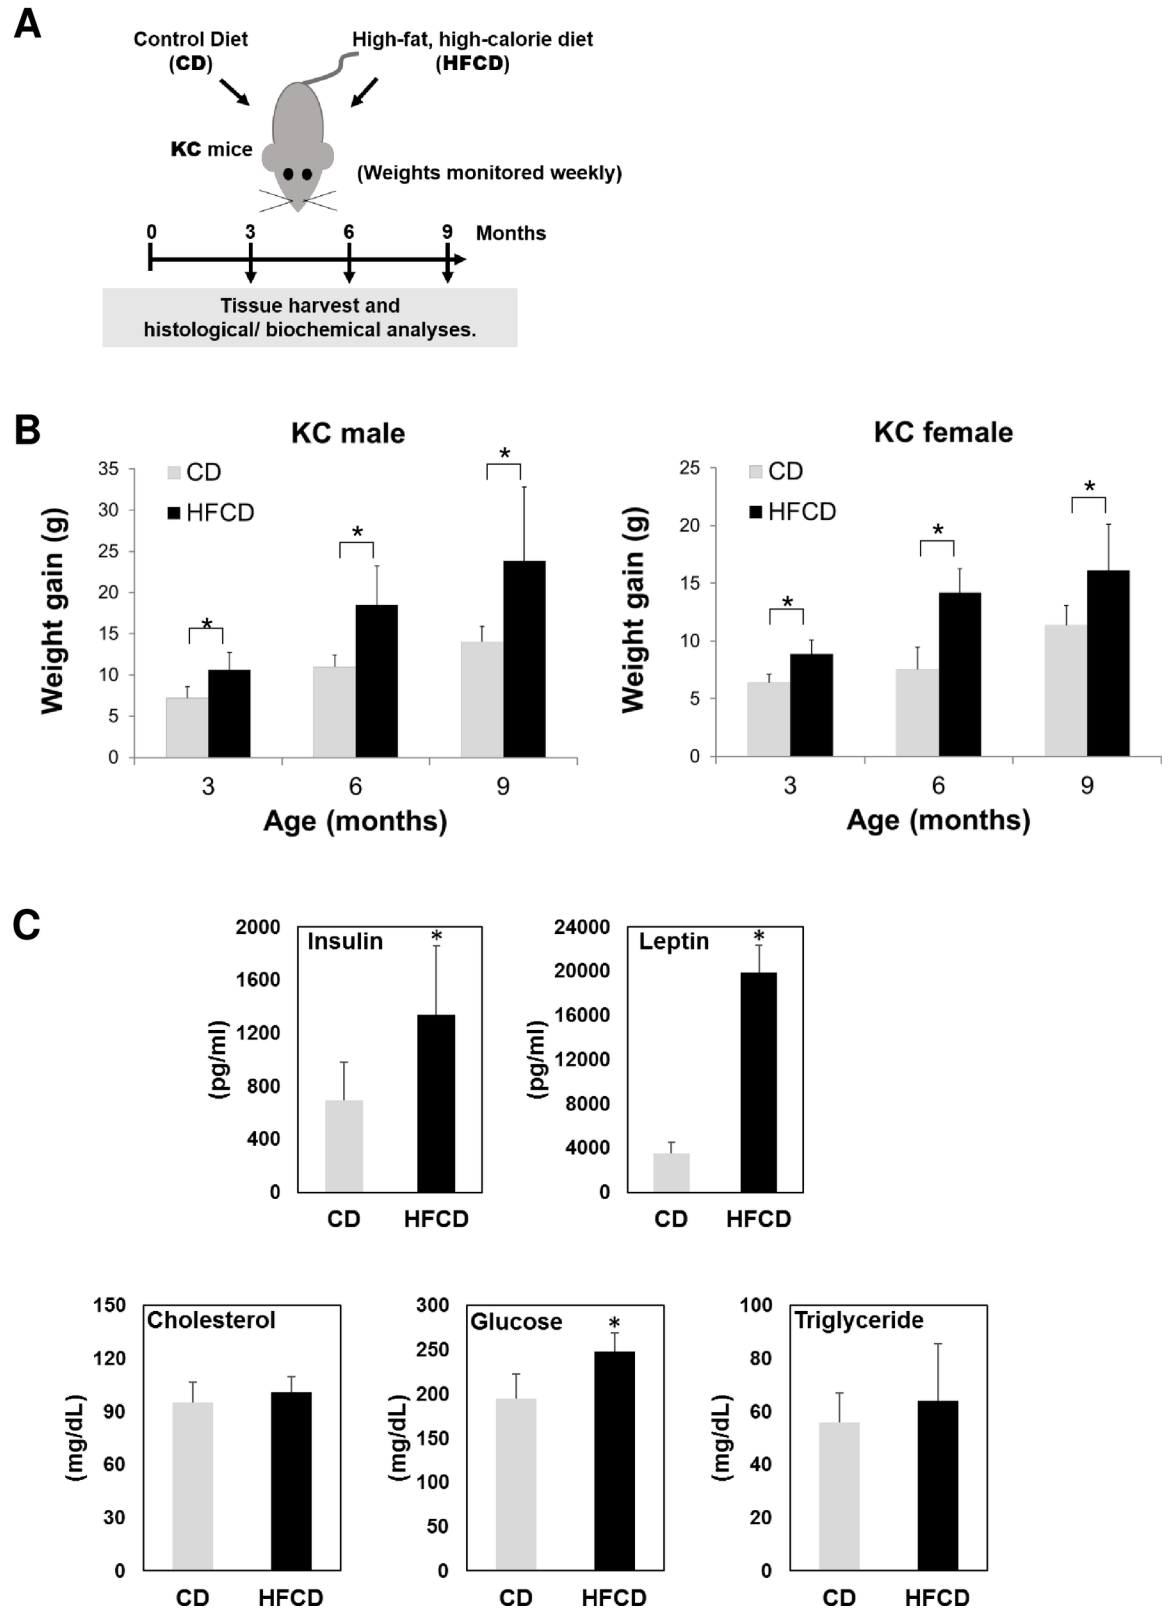 A
Control Diet
(CD)
High-fat, high-calorie diet
(HFCD)
KC mice
(Weights monitored weekly)
0 3 6 9 Months
Tissue harvest and
histological/ biochemical analyses.
B
KC male
CD
HFCD
*
*
*
35
30
25
20
15
10
5
0
Weight gain (g)
3 6 9
Age (months)
KC female
CD
HFCD
*
*
*
25
20
15
10
5
0
Weight gain (g)
3 6 9
Age (months)
C
Insulin
*
2000
1600
1200
800
400
0
(pg/ml)
CD HFCD
Leptin
*
24000
20000
16000
12000
8000
4000
0
(pg/ml)
CD HFCD
Cholesterol
150
120
90
60
30
0
(mg/dL)
CD HFCD
Glucose
*
300
250
200
150
100
50
0
(mg/dL)
CD HFCD
Triglyceride
100
80
60
40
20
0
(mg/dL)
CD HFCD